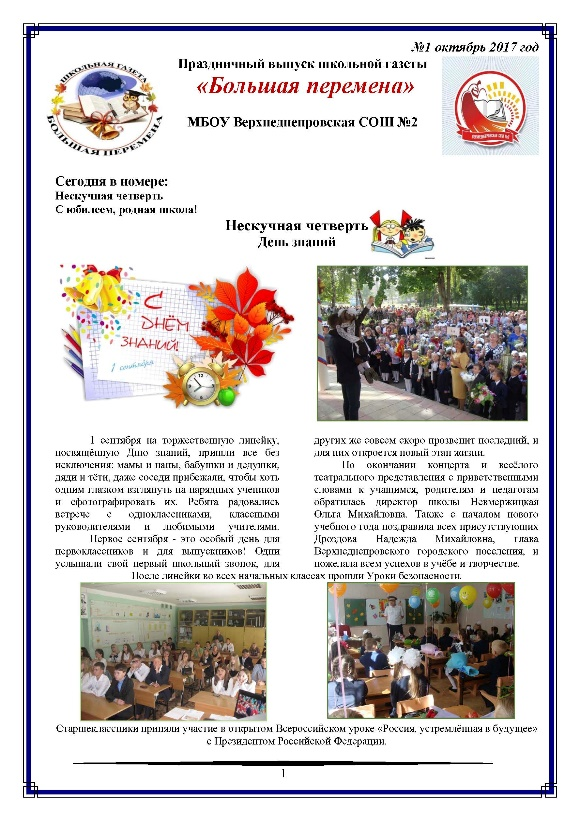 №1 октябрь 2017 год
Праздничный выпуск школьной газеты
«Большая перемена»
МБОУ Верхнеднепровская СОШ №2
ШКОЛЬНАЯ ГАЗЕТА
БОЛЬШАЯ ПЕРЕМЕНА
Сегодня в номере:
Нескучная четверть
С юбилеем, родная школа!
Нескучная четверть
День знаний
С
ДНЁМ
ЗНАНИЙ!
1 сентября
1 сентября на торжественную линейку,
посвящённую Дню знаний, пришли все без
исключения: мамы и папы, бабушки и дедушки,
дяди и тёти, даже соседи прибежали, чтобы хоть
одним глазком взглянуть на нарядных учеников
и сфотографировать их. Ребята радовались
встрече с одноклассниками, классными
руководителями и любимыми учителями.
Первое сентября - это особый день для
первоклассников и для выпускников! Одни
услышали свой первый школьный звонок, для
других же совсем скоро прозвенит последний, и
для них откроется новый этап жизни.
По окончании концерта и весёлого
театрального представления с приветственными
словами к учащимся, родителям и педагогам
обратилась директор школы Невмержицкая
Ольга Михайловна. Также с началом нового
учебного года поздравила всех присутствующих
Дроздова Надежда Михайловна, глава
Верхнеднепровского городского поселения, и
пожелала всем успехов в учёбе и творчестве.
После линейки во всех начальных классах прошли Уроки безопасности.
Старшеклассники приняли участие в открытом Всероссийском уроке «Россия, устремлённая в будущее»
с Президентом Российской Федерации.
1